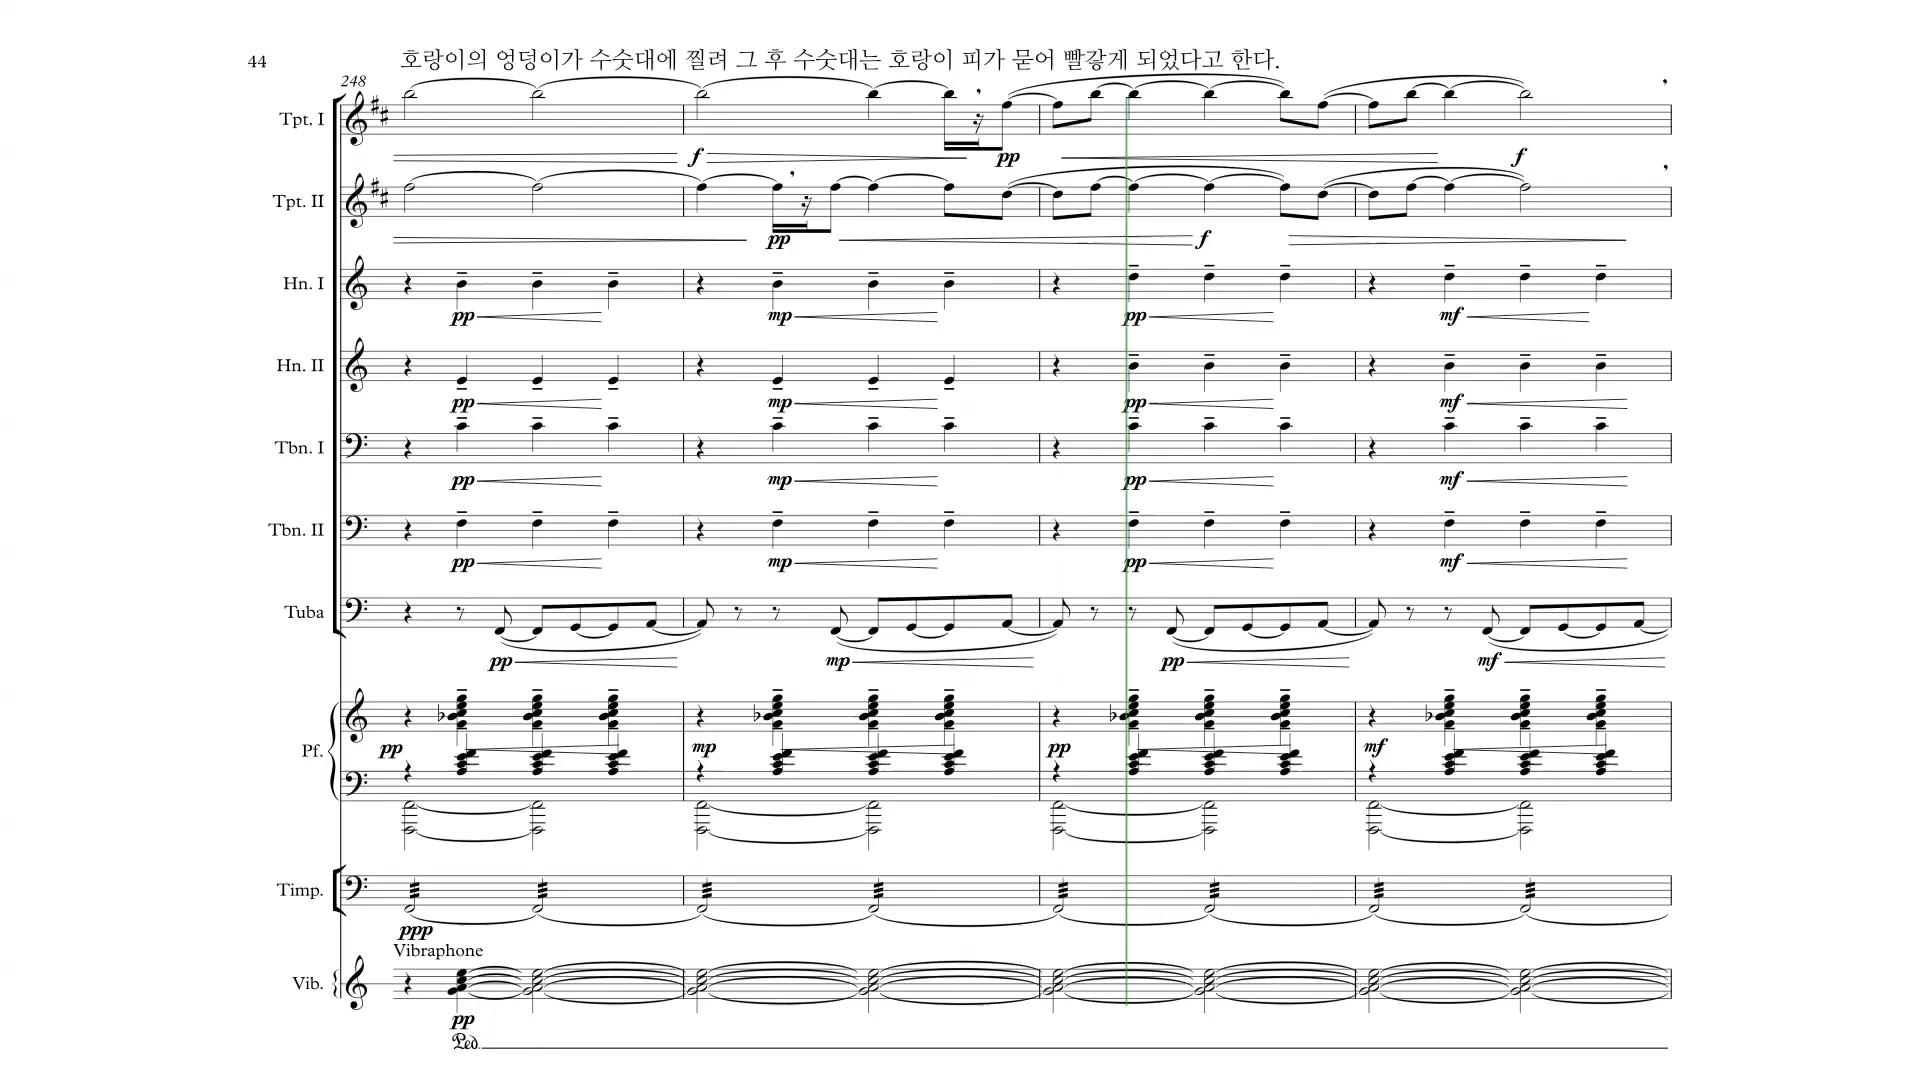 44
호랑이의 엉덩이가 수숫대에 찔려 그 후 수숫대는 호랑이 피가 묻어 빨갛게 되었다고 한다.
248
Tpt. I
f
pp
f
Tpt. II
pp
f
Hn. I
pp
mp
pp
mf
Hn. II
pp
mp
pp
mf
Tbn. I
pp
mp
pp
mf
Tbn. II
pp
mp
pp
mf
Tuba
pp
mp
pp
mf
Pf.
pp
mp
pp
mf
Timp.
ppp
Vibraphone
Vib.
pp
Ped.